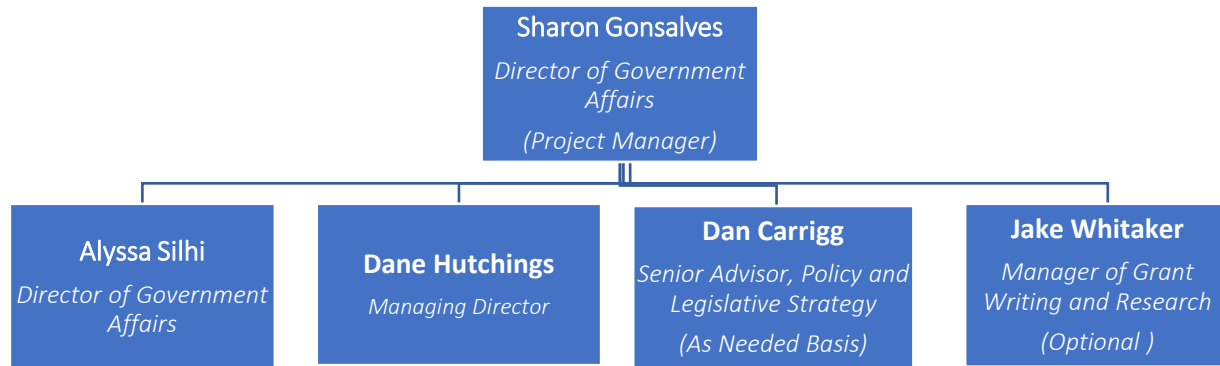 Sharon Gonsalves
Director of Government
Affairs
(Project Manager)
Alyssa Silhi
Director of Government
Affairs
Dane Hutchings
Managing Director
Dan Carrigg
Senior Advisor, Policy and
Legislative Strategy
(As Needed Basis)
Jake Whitaker
Manager of Grant
Writing and Research
(Optional )